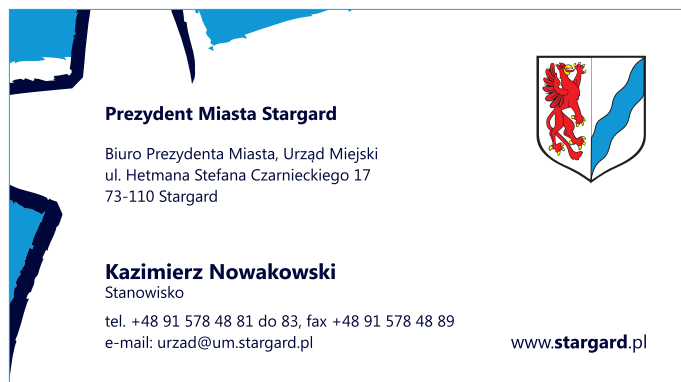 Prezydent Miasta Stargard
Biuro Prezydenta Miasta, Urząd Miejski
ul. Hetmana Stefana Czarnieckiego 17
73-110 Stargard
Kazimierz Nowakowski
Stanowisko
tel. +48 91 578 48 81 do 83, fax +48 91 578 48 89
e-mail: urzad@um.stargard.pl
www.stargard.pl